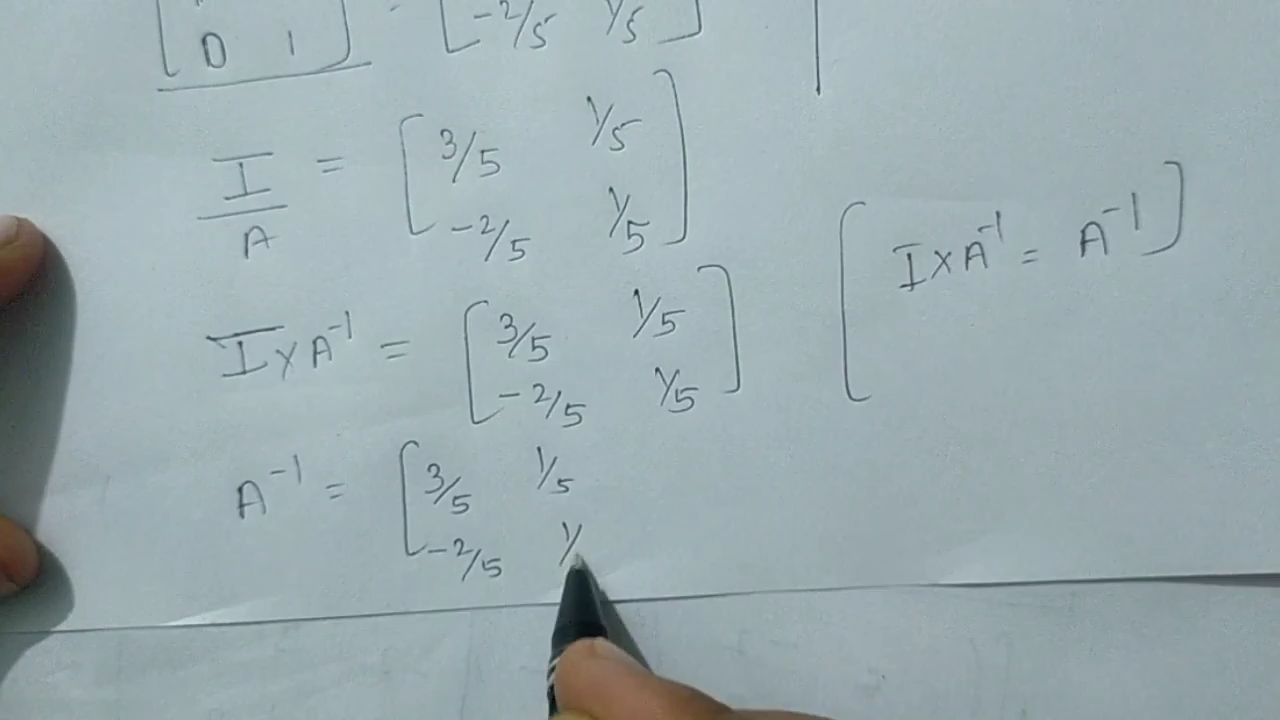 0 1 -2/5 1/5
I/A = [ 3/5 1/5
-2/5 1/5 ]
[ I×A⁻¹ = A⁻¹ ]
I×A⁻¹ = [ 3/5 1/5
-2/5 1/5 ]
A⁻¹ = [ 3/5 1/5
-2/5 1/